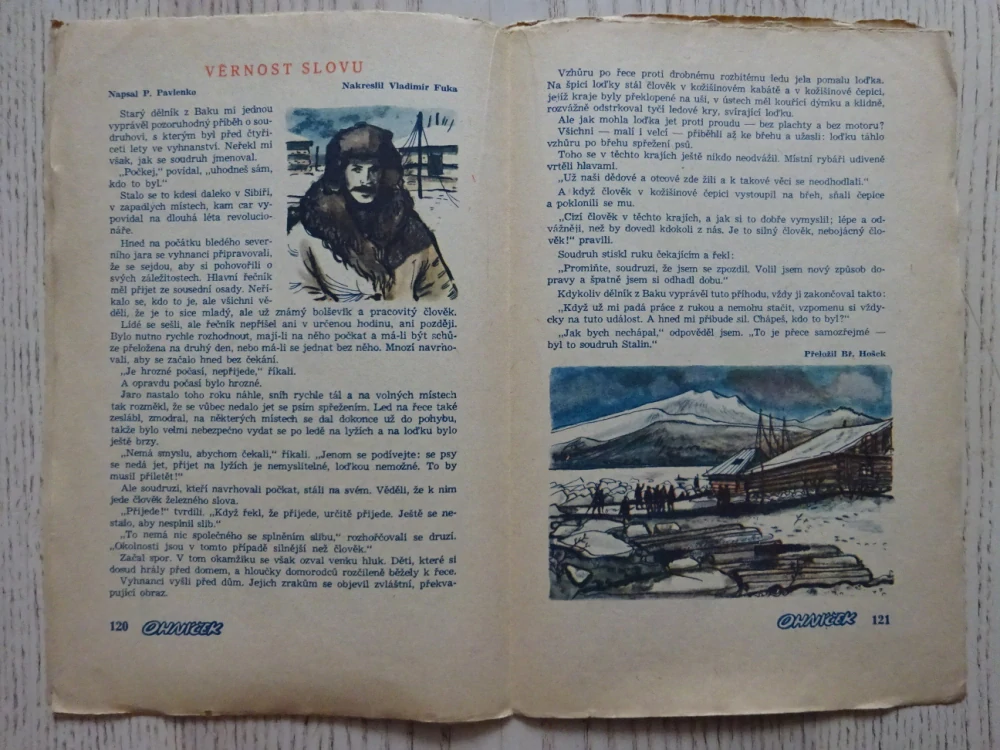 VĚRNOST SLOVU
Napsal P. Pavlenko
Nakreslil Vladimír Fuka
Starý dělník z Baku mi jednou
vyprávěl pozoruhodný příběh o sou-
druhovi, s kterým byl před čtyři-
ceti lety ve vyhnanství. Neřekl mi
však, jak se soudruh jmenoval.
„Počkej,“ povídal, „uhodneš sám,
kdo to byl.“
Stalo se to kdesi daleko v Sibiři,
v zapadlých místech, kam car vy-
povídal na dlouhá léta revolucio-
náře.
Hned na počátku bledého sever-
ního jara se vyhnanci připravovali,
že se sejdou, aby si pohovořili o
svých záležitostech. Hlavní řečník
měl přijet ze sousední osady. Neří-
kalo se, kdo to je, ale všichni vě-
děli, že je to sice mladý, ale už známý bolševik a pracovitý člověk.
Lidé se sešli, ale řečník nepřišel ani v určenou hodinu, ani později.
Bylo nutno rychle rozhodnout, mají-li na něho počkat a má-li být schů-
ze přeložena na druhý den, nebo má-li se jednat bez něho. Mnozí navrho-
vali, aby se začalo hned bez čekání.
„Je hrozné počasí, nepřijede,“ říkali.
A opravdu počasí bylo hrozné.
Jaro nastalo toho roku náhle, sníh rychle tál a na volných místech
tak rozměkl, že se vůbec nedalo jet se psím spřežením. Led na řece také
zeslábl, zmodral, na některých místech se dal dokonce už do pohybu,
takže bylo velmi nebezpečno vydat se po ledě na lyžích a na loďku bylo
ještě brzy.
„Nemá smyslu, abychom čekali,“ říkali. „Jenom se podívejte: se psy
se nedá jet, přijet na lyžích je nemyslitelné, loďkou nemožné. To by
musil přiletět!“
Ale soudruzi, kteří navrhovali počkat, stáli na svém. Věděli, že k nim
jede člověk železného slova.
„Přijede!“ tvrdili. „Když řekl, že přijede, určitě přijede. Ještě se ne-
stalo, aby nesplnil slib.“
„To nemá nic společného se splněním slibu,“ rozhořčovali se druzí.
„Okolnosti jsou v tomto případě silnější než člověk.“
Začal spor. V tom okamžiku se však ozval venku hluk. Děti, které si
dosud hrály před domem, a hloučky domorodců rozčileně běžely k řece.
Vyhnanci vyšli před dům. Jejich zrakům se objevil zvláštní, překva-
pující obraz.
120 OHNÍČEK
Vzhůru po řece proti drobnému rozbitému ledu jela pomalu loďka.
Na špici loďky stál člověk v kožišinovém kabátě a v kožišinové čepici,
jejíž kraje byly překlopené na uši, v ústech měl kouřící dýmku a klidně,
rozvážně odstrkoval tyčí ledové kry, svírající loďku.
Ale jak mohla loďka jet proti proudu — bez plachty a bez motoru?
Všichni — malí i velcí — přiběhli až ke břehu a užasli: loďku táhlo
vzhůru po břehu spřežení psů.
Toho se v těchto krajích ještě nikdo neodvážil. Místní rybáři udiveně
vrtěli hlavami.
„Už naši dědové a otcové zde žili a k takové věci se neodhodlali.“
A když člověk v kožišinové čepici vystoupil na břeh, sňali čepice
a poklonili se mu.
„Cizí člověk v těchto krajích, a jak si to dobře vymyslil; lépe a od-
vážněji, než by dovedl kdokoli z nás. Je to silný člověk, nebojácný člo-
věk!“ pravili.
Soudruh stiskl ruku čekajícím a řekl:
„Promiňte, soudruzi, že jsem se zpozdil. Volil jsem nový způsob do-
pravy a špatně jsem si odhadl dobu.“
Kdykoliv dělník z Baku vyprávěl tuto příhodu, vždy ji zakončoval takto:
„Když už mi padá práce z rukou a nemohu stačit, vzpomenu si vždy-
cky na tuto událost. A hned mi přibude sil. Chápeš, kdo to byl?“
„Jak bych nechápal,“ odpověděl jsem. „To je přece samozřejmé —
byl to soudruh Stalin.“
Přeložil Bř. Hošek
OHNÍČEK 121